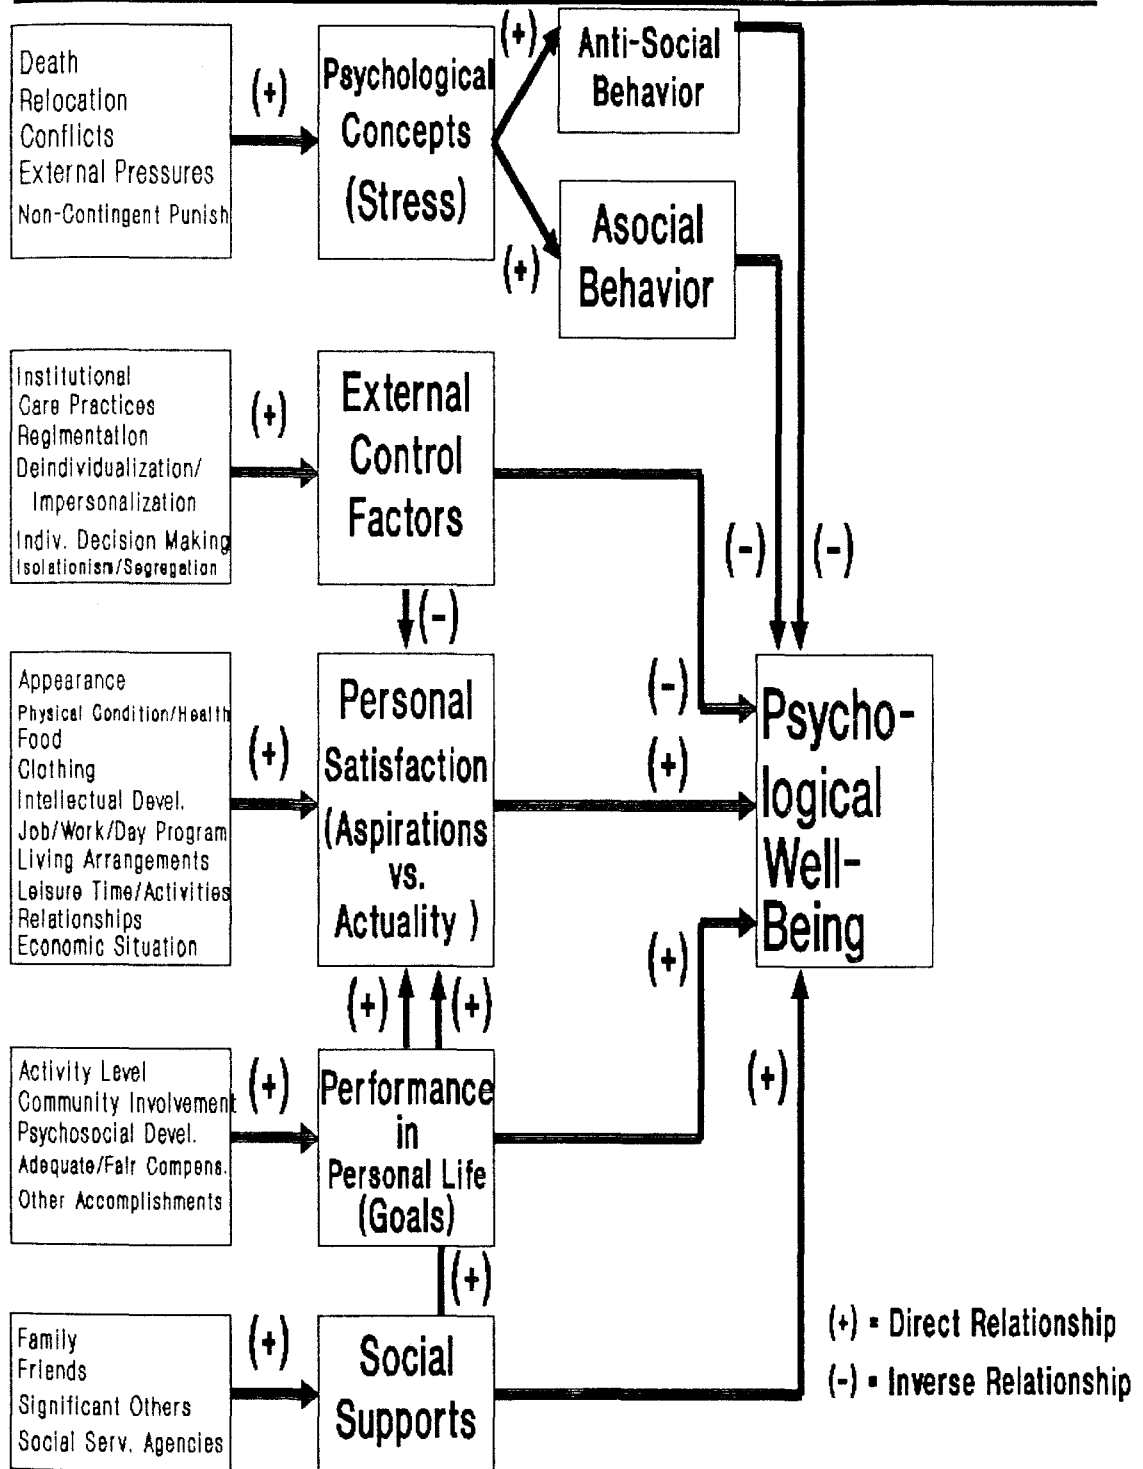 Death
Relocation
Conflicts
External Pressures
Non-Contingent Punish
(+)
Psychological
Concepts
(Stress)
(+)
(+)
Anti-Social
Behavior
Asocial
Behavior
Institutional
Care Practices
Regimentation
Deindividualization/
Impersonalization
Indiv. Decision Making
Isolationism/Segregation
(+)
External
Control
Factors
(-)
(-)
(-)
(-)
Appearance
Physical Condition/Health
Food
Clothing
Intellectual Devel.
Job/Work/Day Program
Living Arrangements
Leisure Time/Activities
Relationships
Economic Situation
(+)
Personal
Satisfaction
(Aspirations
vs.
Actuality )
(+)
Psycho-
logical
Well-
Being
(+)
(+)
(+)
Activity Level
Community Involvement
Psychosocial Devel.
Adequate/Fair Compens.
Other Accomplishments
(+)
Performance
in
Personal Life
(Goals)
(+)
(+)
Family
Friends
Significant Others
Social Serv. Agencies
(+)
Social
Supports
(+) = Direct Relationship
(-) = Inverse Relationship